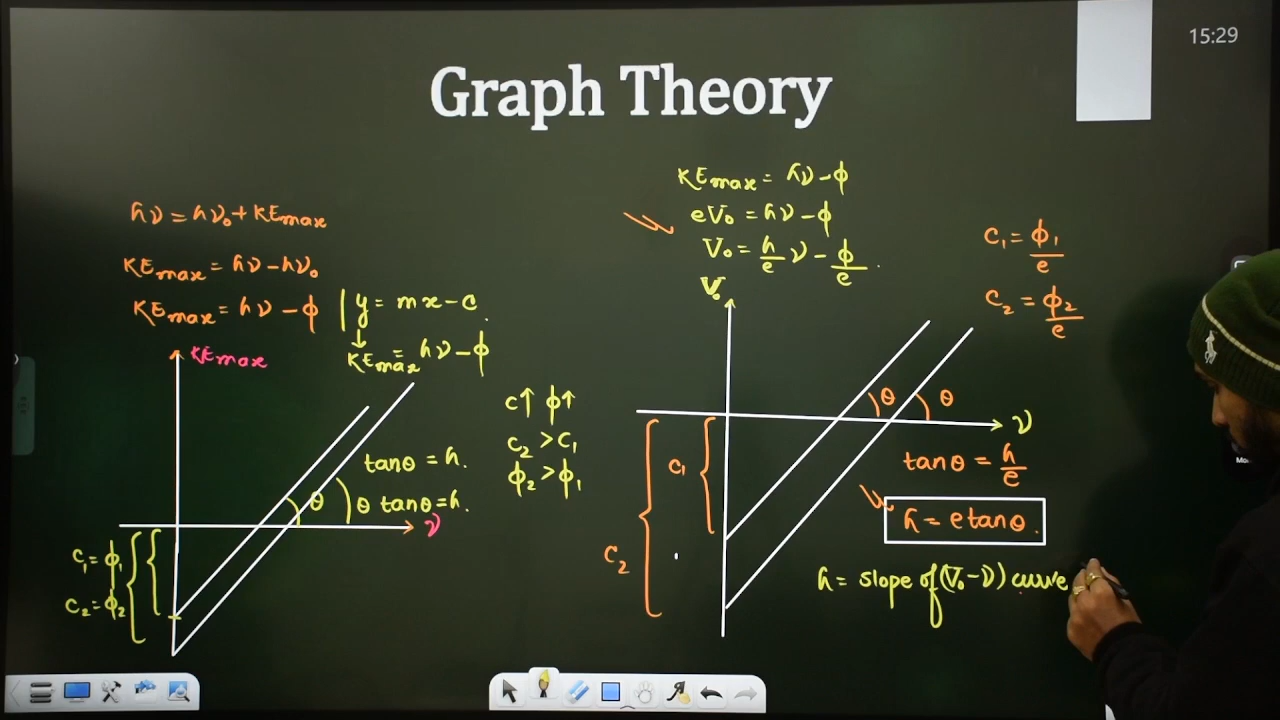 15:29
Graph Theory
hν = hν₀ + KEmax
KEmax = hν – hν₀
KEmax = hν – ϕ
y = mx – c.
KEmax = hν – ϕ
KEmax
tanθ = h.
θ
θ tanθ = h.
ν
C₁ = ϕ₁
C₂ = ϕ₂
C↑ ϕ↑
C₂ > C₁
ϕ₂ > ϕ₁
KEmax = hν – ϕ
eV₀ = hν – ϕ
V₀ = h/e ν – ϕ/e.
V₀
C₁ = ϕ₁/e
C₂ = ϕ₂/e
θ
θ
ν
C₁
C₂
tanθ = h/e
h = e tanθ.
h = slope of (V₀ – ν) curve